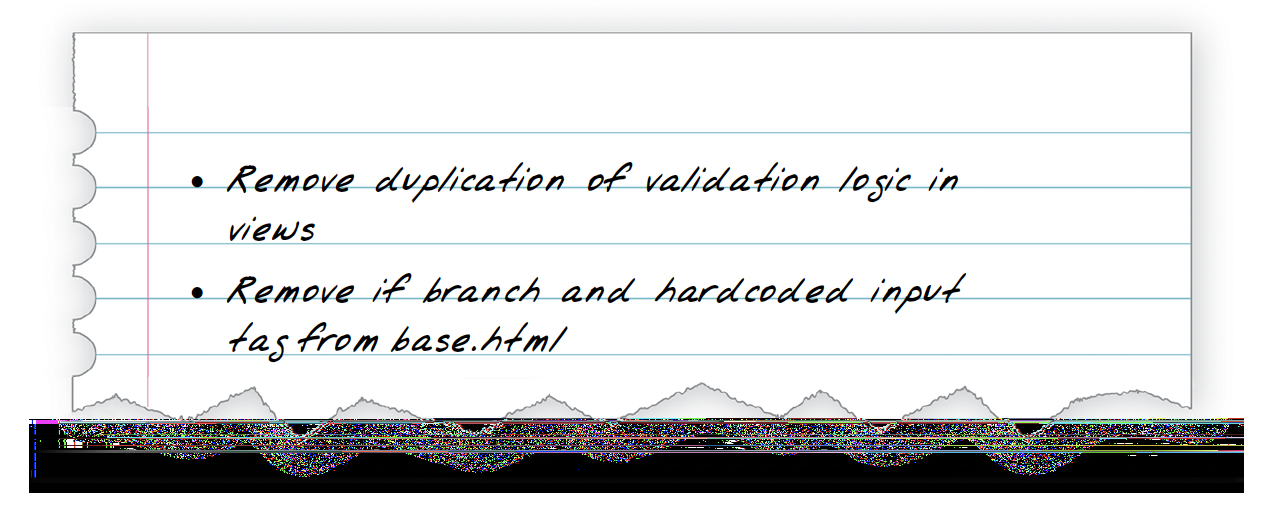 • Remove duplication of validation logic in
views
• Remove if branch and hardcoded input
tag from base.html